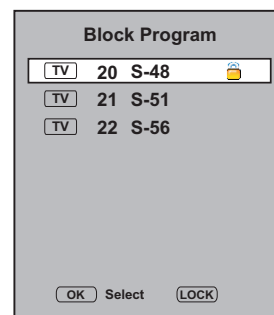 Block Program
TV 20 S-48
TV 21 S-51
TV 22 S-56
OK Select LOCK